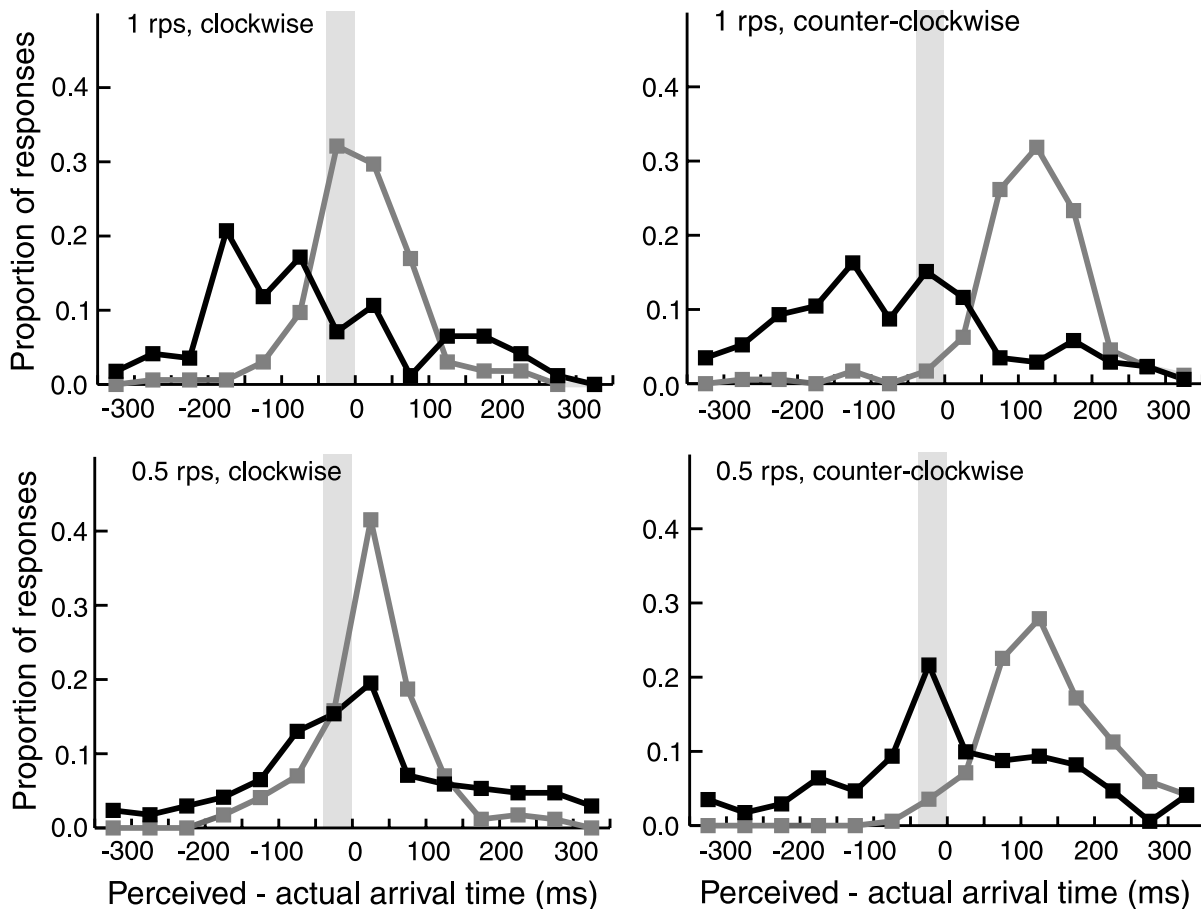 1 rps, clockwise
1 rps, counter-clockwise
Proportion of responses
0.4
0.3
0.2
0.1
0.0
-300 -200 -100 0 100 200 300
0.4
0.3
0.2
0.1
0.0
-300 -200 -100 0 100 200 300
0.5 rps, clockwise
0.5 rps, counter-clockwise
Proportion of responses
0.4
0.3
0.2
0.1
0.0
-300 -200 -100 0 100 200 300
Perceived - actual arrival time (ms)
0.4
0.3
0.2
0.1
0.0
-300 -200 -100 0 100 200 300
Perceived - actual arrival time (ms)